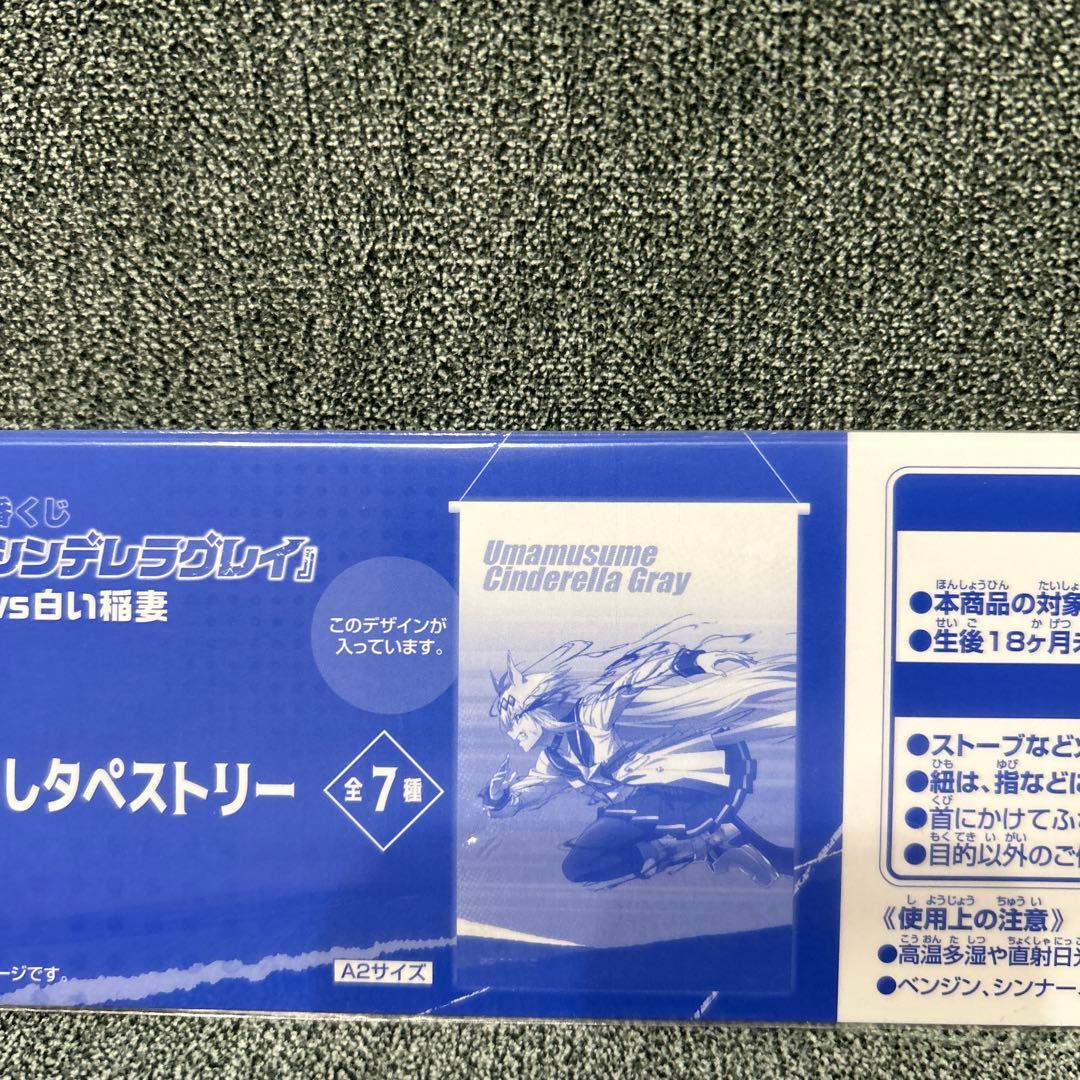 番くじ
シンデレラグレイ』
vs白い稲妻
このデザインが
入っています。
Umamusume
Cinderella Gray
しタペストリー
全7種
ージです。
A2サイズ
ほんしょうひん たいしょ
●本商品の対象
せいご かげつ
●生後18ヶ月未
●ストーブなど
ひも ゆび
●紐は、指などに
くび
●首にかけてふ
もくてきいがい
●目的以外のご使
しようじょう ちゅうい
《使用上の注意》
こうおんたしつ ちょくしゃにっこ
●高温多湿や直射日光
●ベンジン、シンナー、